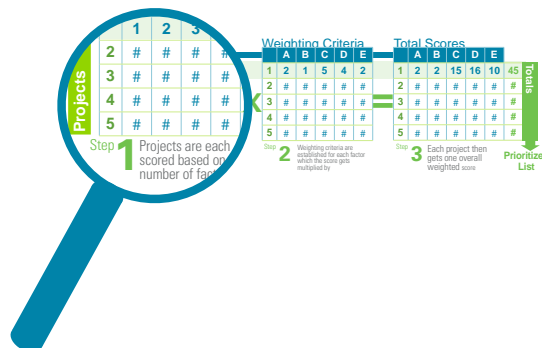 1 2 3
2 # # # #
3 # # # #
4 # # # #
5 # # # #
Projects
Step 1 Projects are each
scored based on
number of
Weighting Criteria
A B C D E
1 2 1 5 4 2
2 # # # # #
3 # # # # #
4 # # # # #
5 # # # # #
Step 2 Weighting criteria are
established for each factor
which the score gets
multiplied by
=
Total Scores
A B C D E
1 2 2 15 16 10 45
2 # # # # # #
3 # # # # # #
4 # # # # # #
5 # # # # # #
Totals
Step 3 Each project then
gets one overall
weighted score
Prioritize
List